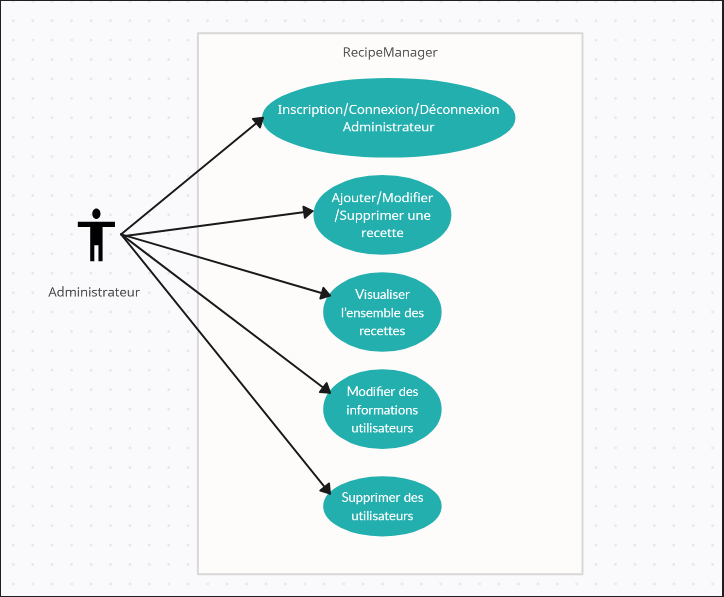 RecipeManager
Inscription/Connexion/Déconnexion
Administrateur
Ajouter/Modifier
/Supprimer une
recette
Administrateur
Visualiser
l'ensemble des
recettes
Modifier des
informations
utilisateurs
Supprimer des
utilisateurs